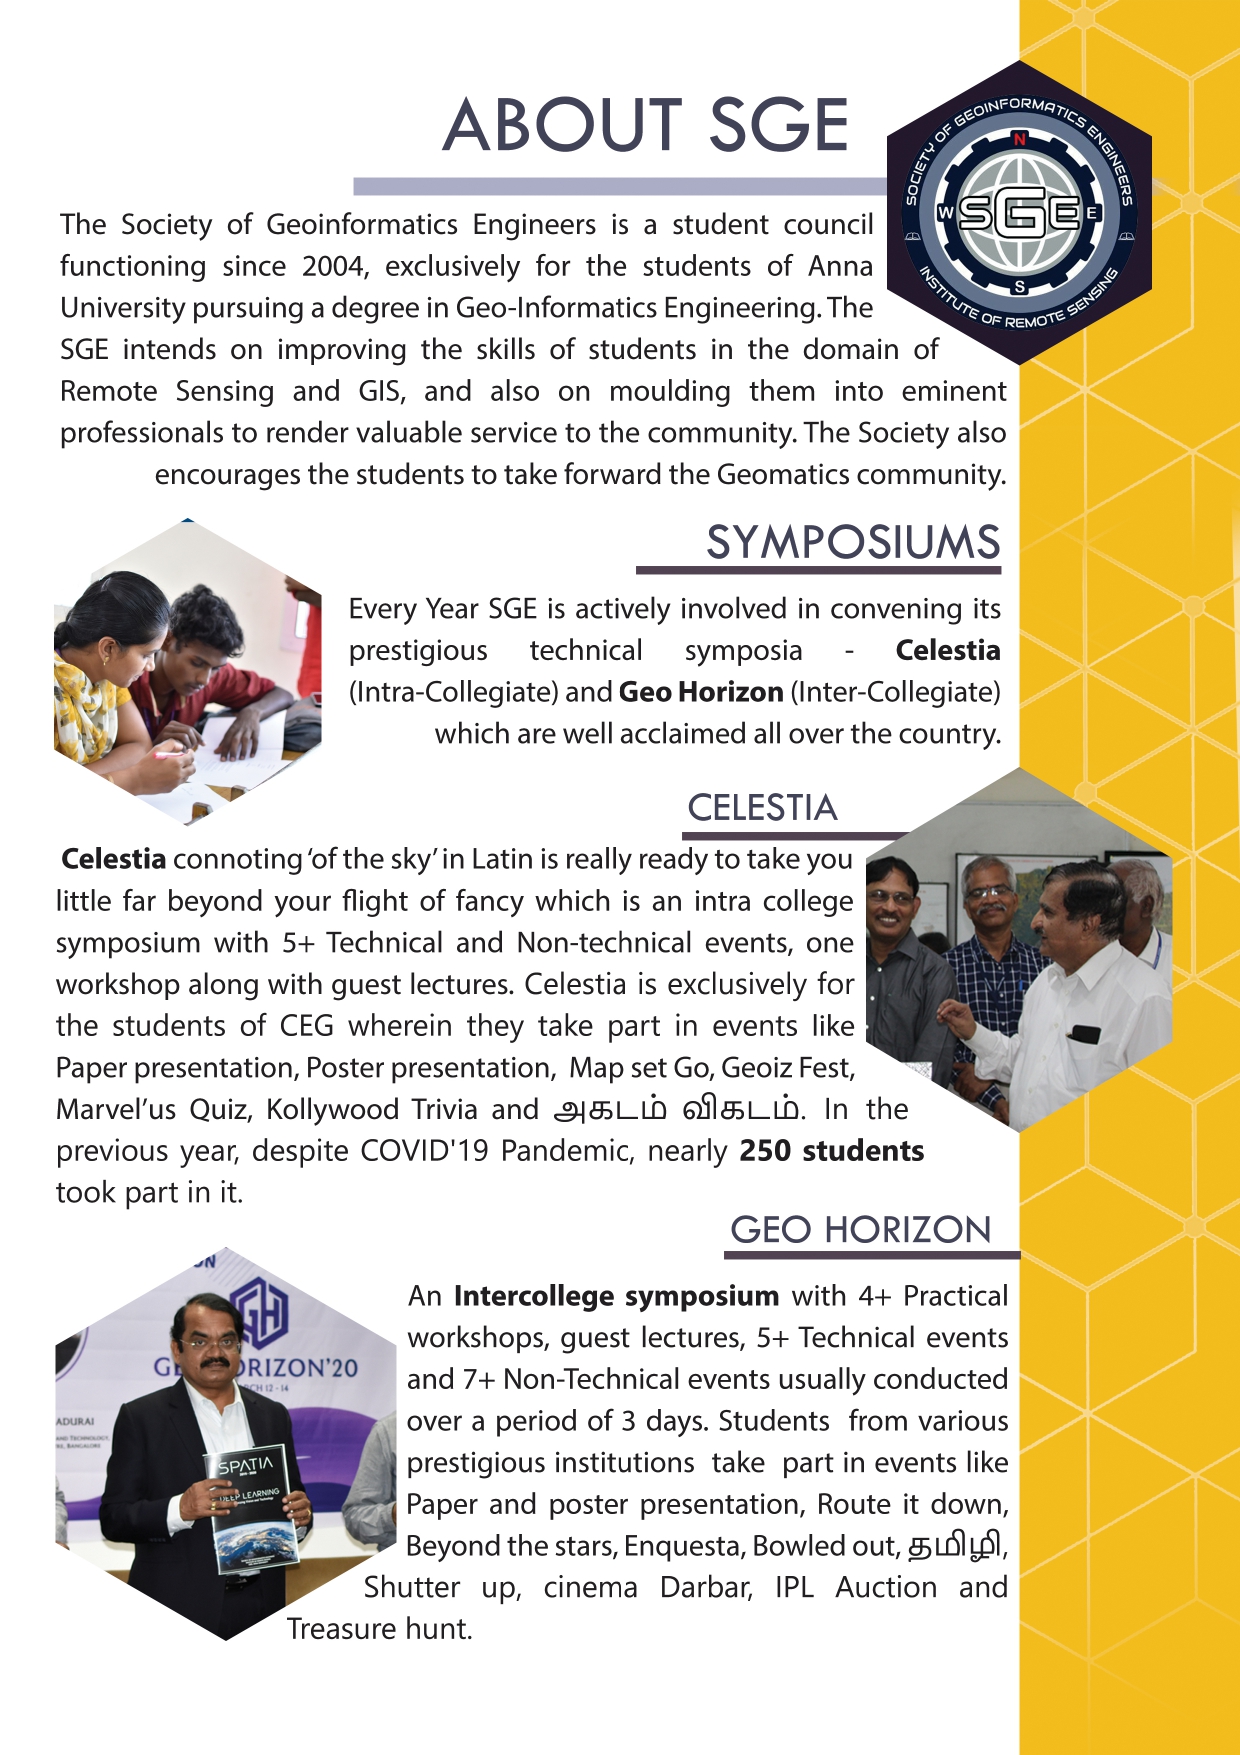 ABOUT SGE
SOCIETY OF GEOINFORMATICS ENGINEERS
N
W SGE E
S
INSTITUTE OF REMOTE SENSING
The Society of Geoinformatics Engineers is a student council
functioning since 2004, exclusively for the students of Anna
University pursuing a degree in Geo-Informatics Engineering. The
SGE intends on improving the skills of students in the domain of
Remote Sensing and GIS, and also on moulding them into eminent
professionals to render valuable service to the community. The Society also
encourages the students to take forward the Geomatics community.
SYMPOSIUMS
Every Year SGE is actively involved in convening its
prestigious technical symposia - Celestia
(Intra-Collegiate) and Geo Horizon (Inter-Collegiate)
which are well acclaimed all over the country.
CELESTIA
Celestia connoting ‘of the sky’ in Latin is really ready to take you
little far beyond your flight of fancy which is an intra college
symposium with 5+ Technical and Non-technical events, one
workshop along with guest lectures. Celestia is exclusively for
the students of CEG wherein they take part in events like
Paper presentation, Poster presentation, Map set Go, Geoiz Fest,
Marvel’us Quiz, Kollywood Trivia and அகடம் விகடம். In the
previous year, despite COVID'19 Pandemic, nearly 250 students
took part in it.
GEO HORIZON
An Intercollege symposium with 4+ Practical
workshops, guest lectures, 5+ Technical events
and 7+ Non-Technical events usually conducted
over a period of 3 days. Students from various
prestigious institutions take part in events like
Paper and poster presentation, Route it down,
Beyond the stars, Enquesta, Bowled out, தமிழி,
Shutter up, cinema Darbar, IPL Auction and
Treasure hunt.
GH
ORIZON'20
12 - 14
ADURAI
AND TECHNOLOGY,
BANGALORE
SPATIA
DEEP LEARNING